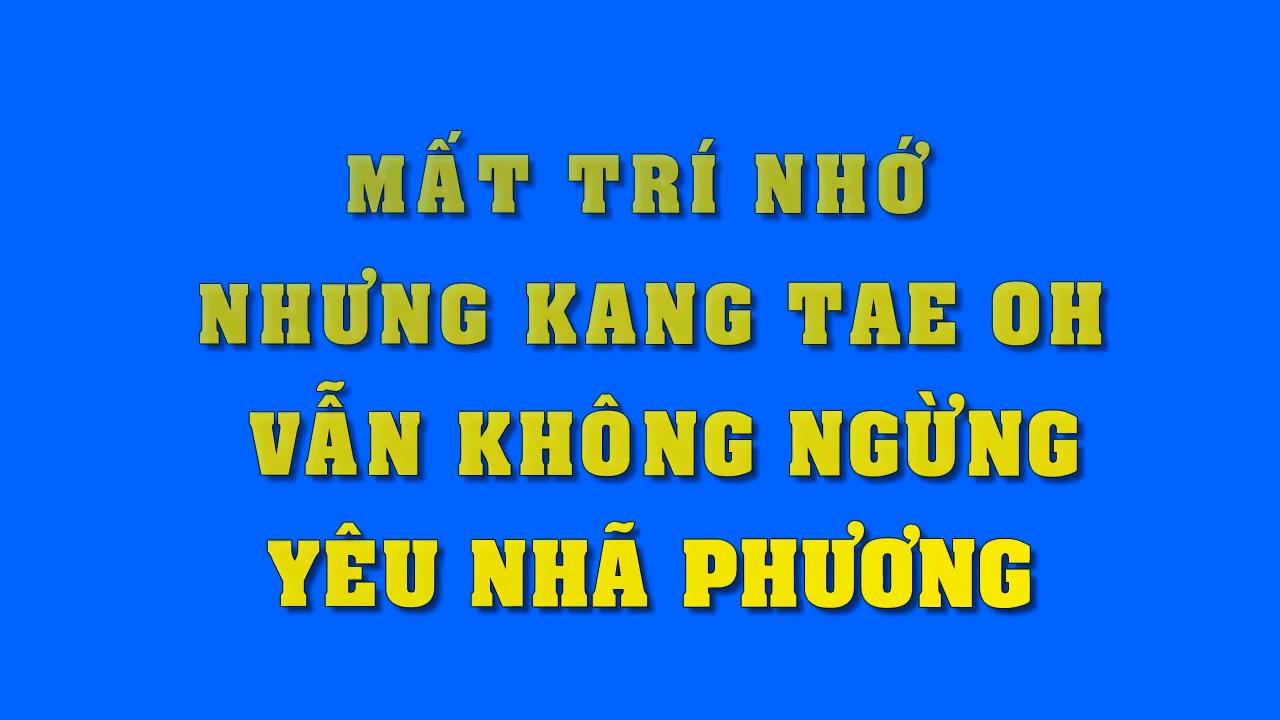 MẤT TRÍ NHỚ
NHƯNG KANG TAE OH
VẪN KHÔNG NGỪNG
YÊU NHÃ PHƯƠNG